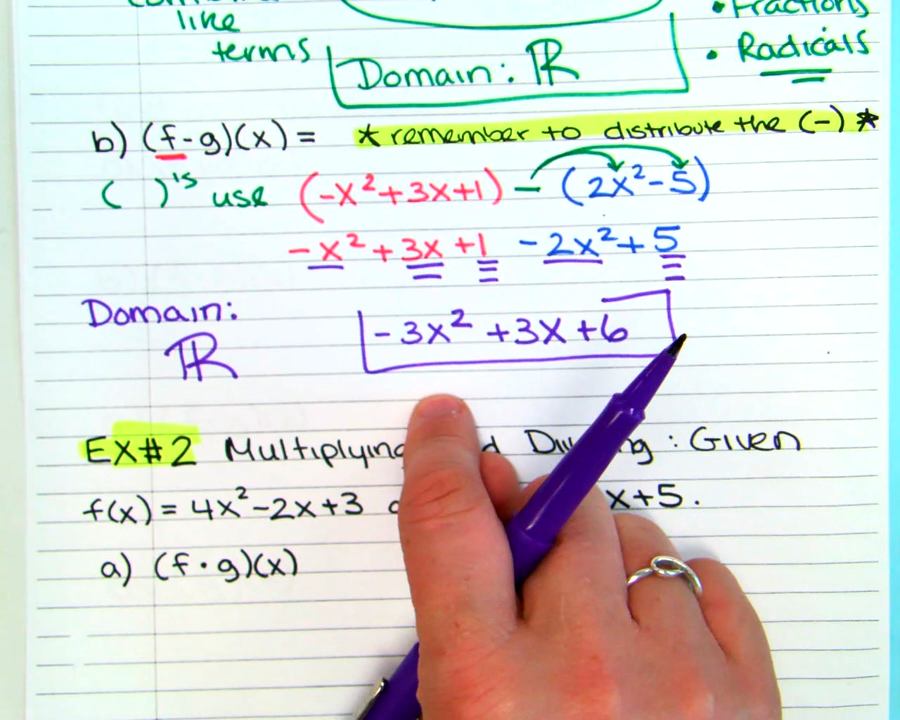 like • Fractions
terms Domain: ℝ • Radicals
b) (f-g)(x) = *remember to distribute the (-)*
( )'s use (-x²+3x+1) - (2x²-5)
-x² + 3x +1 - 2x² + 5
Domain:
ℝ -3x² +3x +6
EX#2 Multiplying : Given
f(x) = 4x²-2x+3 x+5.
a) (f·g)(x)